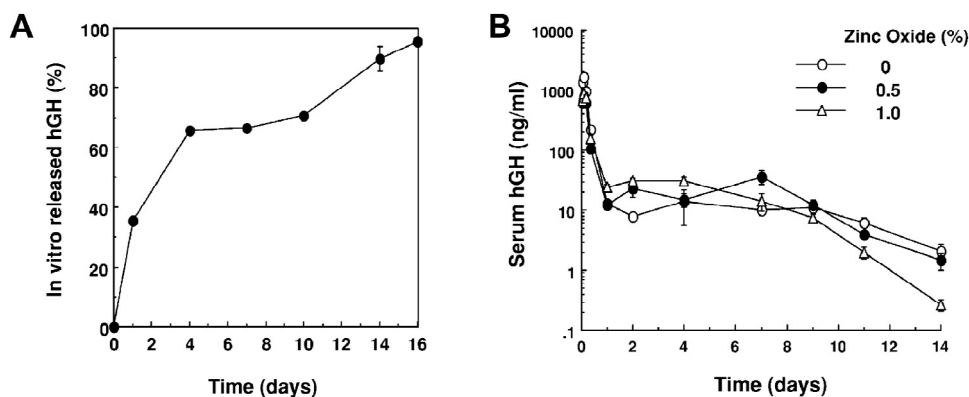 A
In vitro released hGH (%)
100
80
60
40
20
0
0 2 4 6 8 10 12 14 16
Time (days)
B
Serum hGH (ng/ml)
10000
1000
100
10
1
.1
0 2 4 6 8 10 12 14
Time (days)
Zinc Oxide (%)
0
0.5
1.0